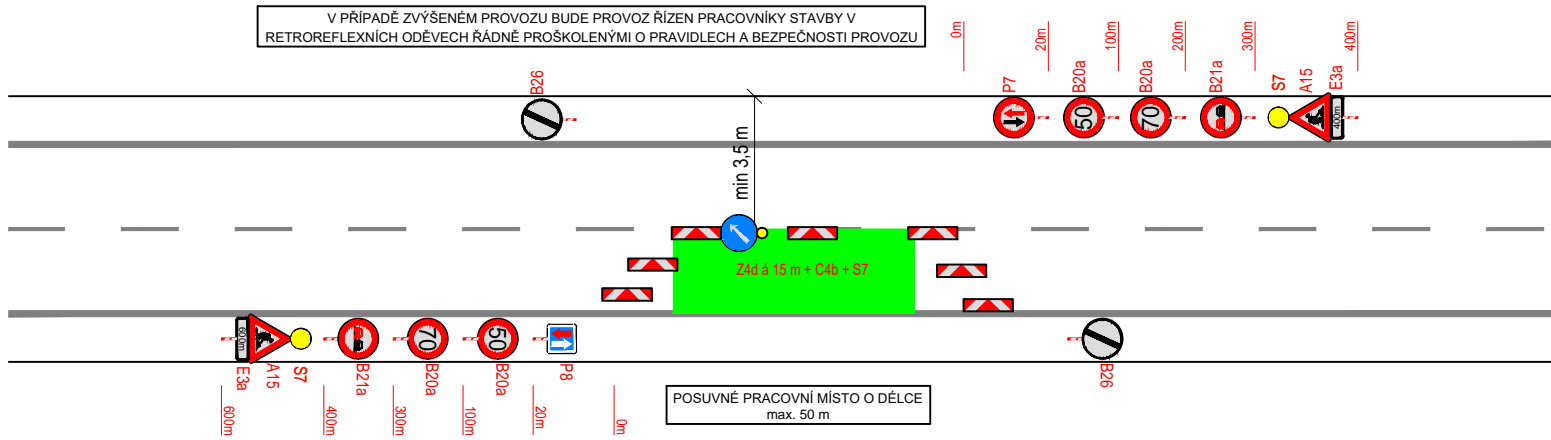 V PŘÍPADĚ ZVÝŠENÉM PROVOZU BUDE PROVOZ ŘÍZEN PRACOVNÍKY STAVBY V
RETROREFLEXNÍCH ODĚVECH ŘÁDNĚ PROŠKOLENÝMI O PRAVIDLECH A BEZPEČNOSTI PROVOZU
0m
20m
100m
200m
300m
400m
B26
P7
B20a
B20a
B21a
S7
A15
E3a
50
70
400m
min 3,5 m
Z4d á 15 m + C4b + S7
600m
70
50
E3a
A15
S7
B21a
B20a
B20a
P8
B26
600m
400m
300m
100m
20m
0m
POSUVNÉ PRACOVNÍ MÍSTO O DÉLCE
max. 50 m